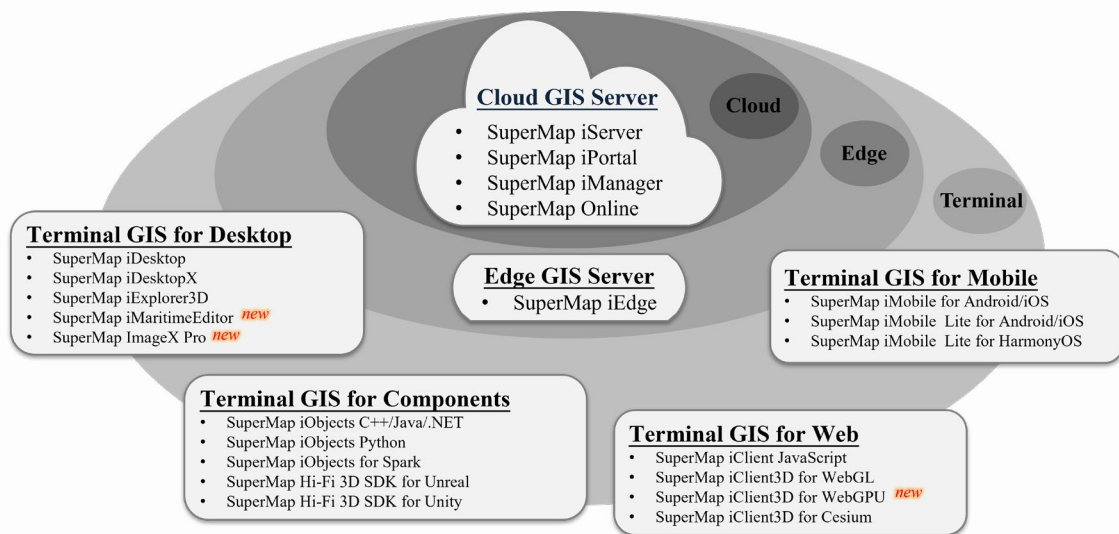 Cloud GIS Server
• SuperMap iServer
• SuperMap iPortal
• SuperMap iManager
• SuperMap Online
Cloud
Edge
Terminal
Terminal GIS for Desktop
• SuperMap iDesktop
• SuperMap iDesktopX
• SuperMap iExplorer3D
• SuperMap iMaritimeEditor new
• SuperMap ImageX Pro new
Edge GIS Server
• SuperMap iEdge
Terminal GIS for Mobile
• SuperMap iMobile for Android/iOS
• SuperMap iMobile Lite for Android/iOS
• SuperMap iMobile Lite for HarmonyOS
Terminal GIS for Components
• SuperMap iObjects C++/Java/.NET
• SuperMap iObjects Python
• SuperMap iObjects for Spark
• SuperMap Hi-Fi 3D SDK for Unreal
• SuperMap Hi-Fi 3D SDK for Unity
Terminal GIS for Web
• SuperMap iClient JavaScript
• SuperMap iClient3D for WebGL
• SuperMap iClient3D for WebGPU new
• SuperMap iClient3D for Cesium